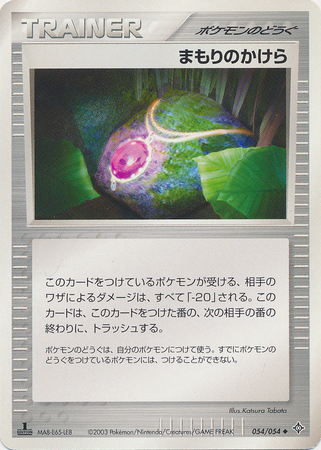 TRAINER
ポケモンのどうぐ
まもりのかけら
このカードをつけているポケモンが受ける、相手の
ワザによるダメージは、すべて「-20」される。この
カードは、このカードをつけた番の、次の相手の番の
終わりに、トラッシュする。
ポケモンのどうぐは、自分のポケモンにつけて使う。すでにポケモン
のどうぐをつけているポケモンには、つけることができない。
Illus.Katsura Tabata
1
EDITION
MAB-E65-LEB
©2003 Pokémon/Nintendo/Creatures/GAME FREAK
054/054